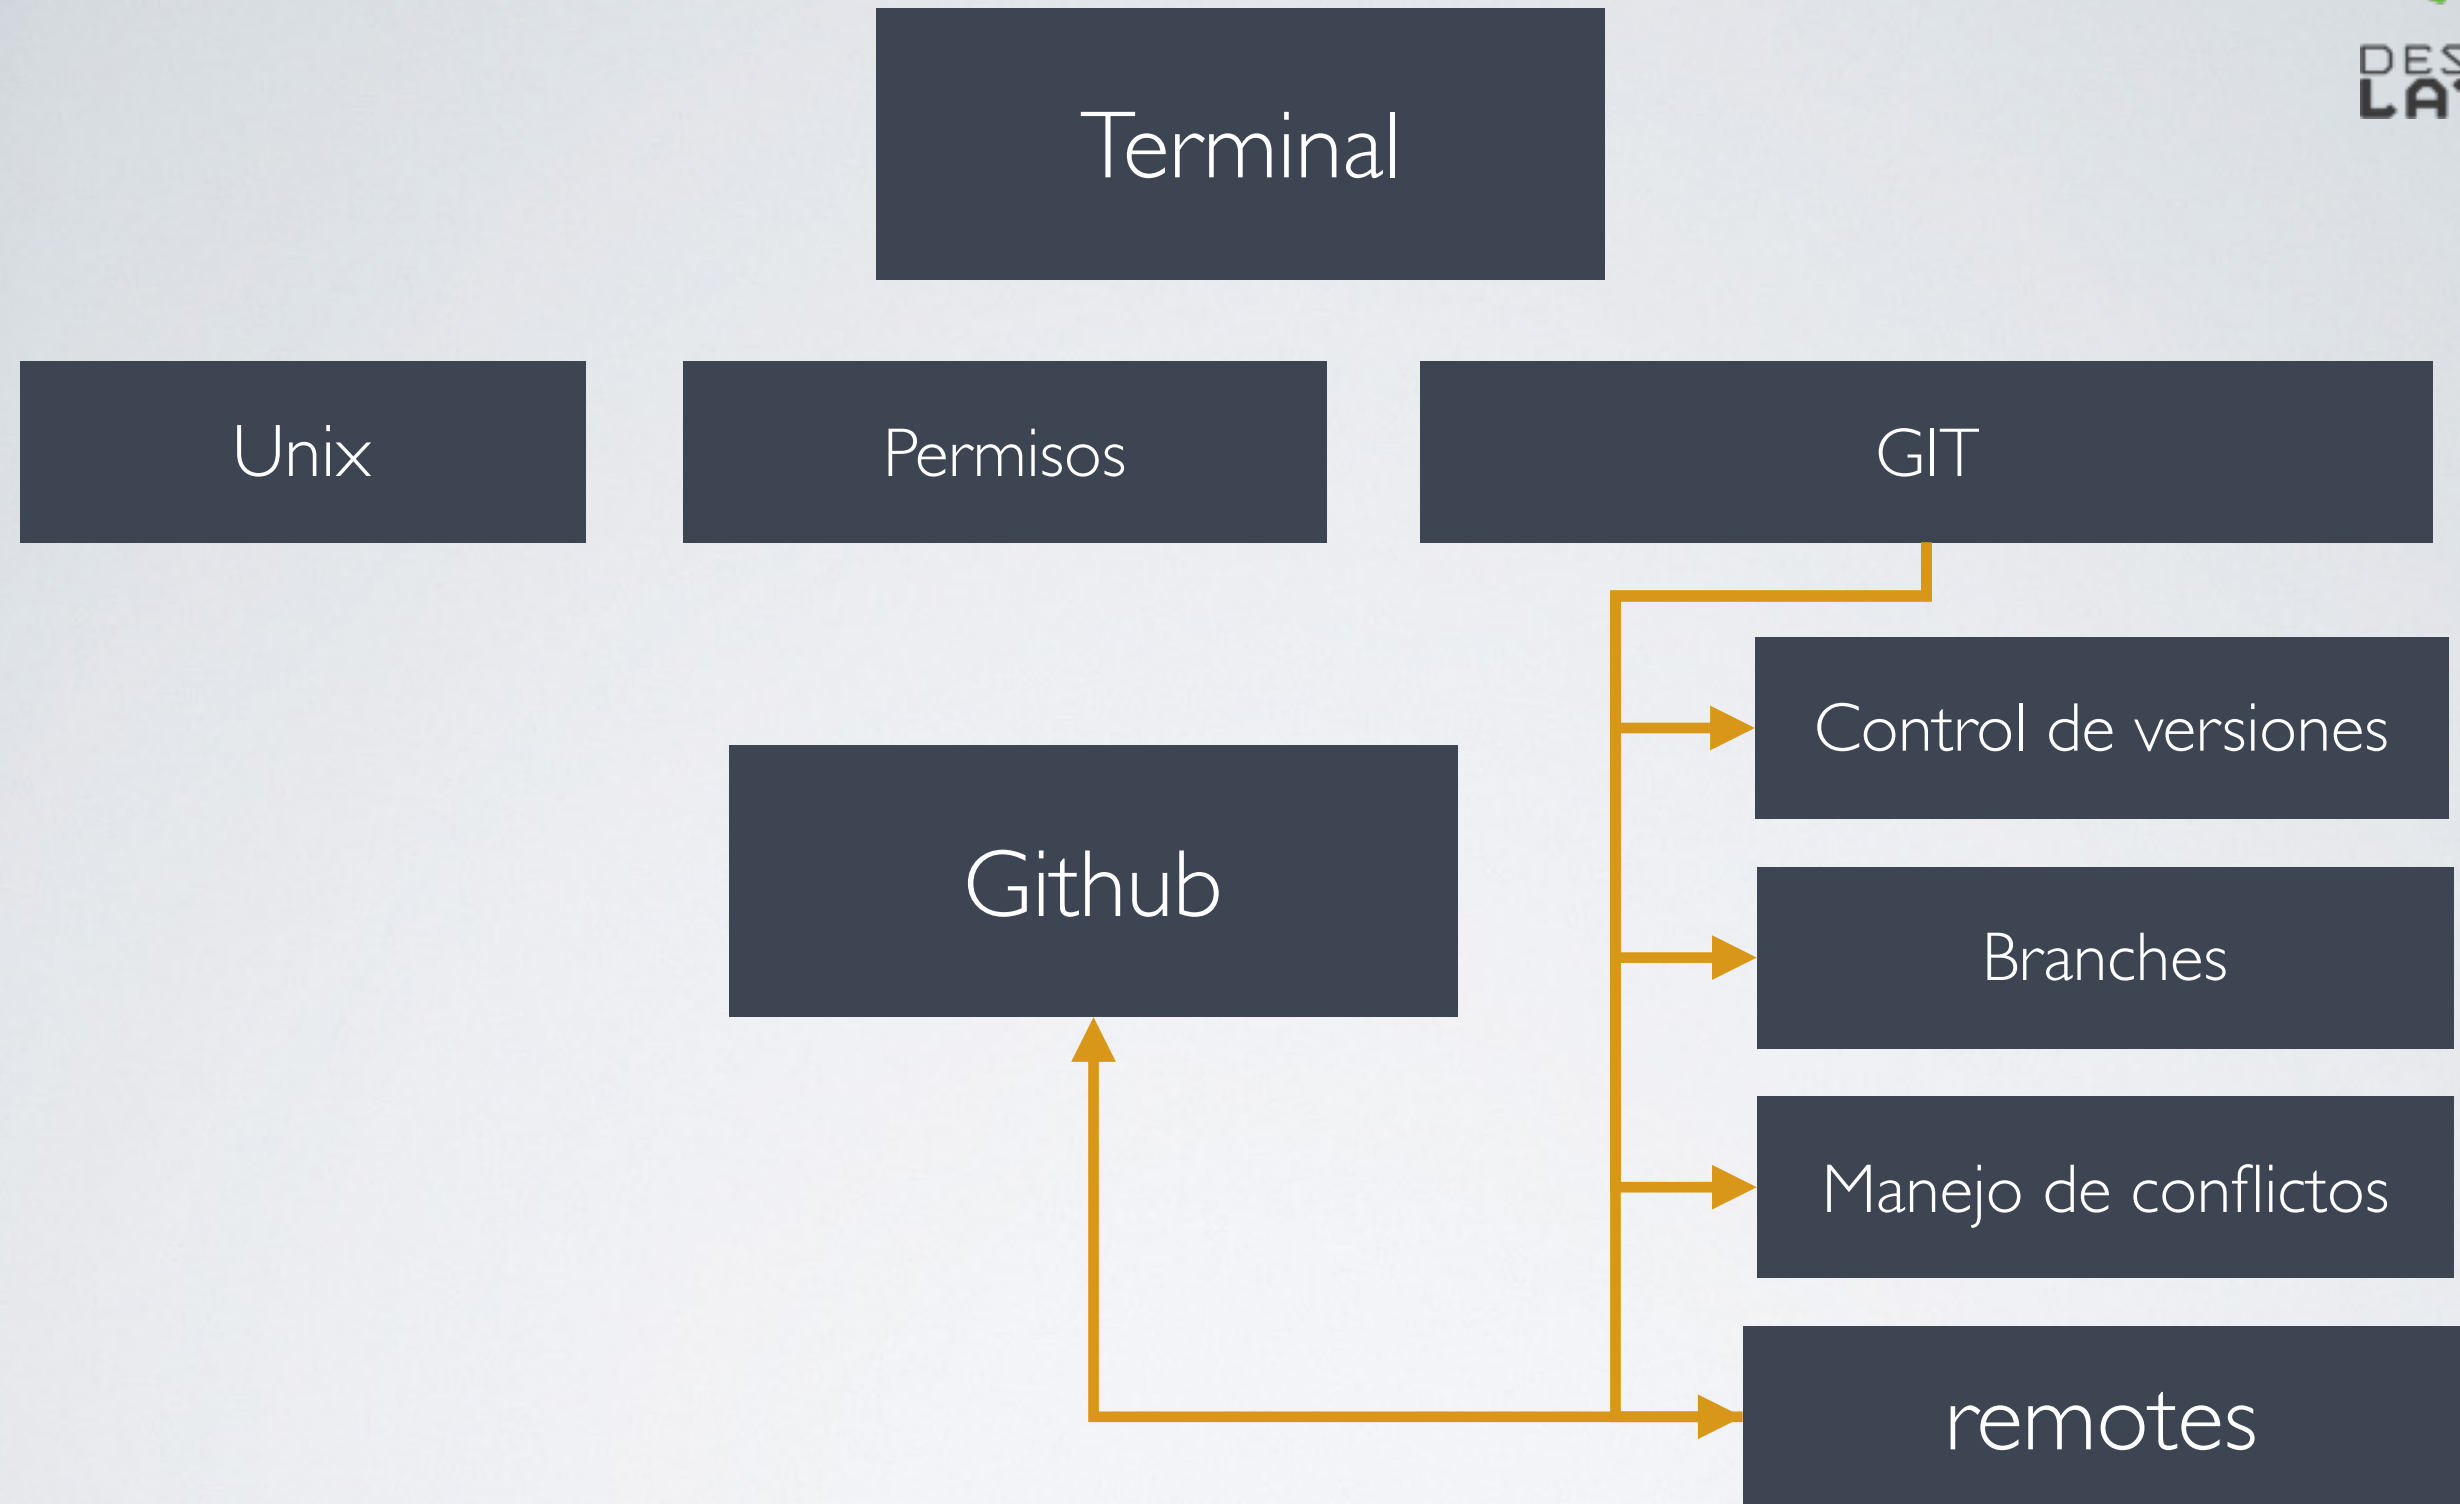 Terminal
Unix
Permisos
GIT
Control de versiones
Github
Branches
Manejo de conflictos
remotes